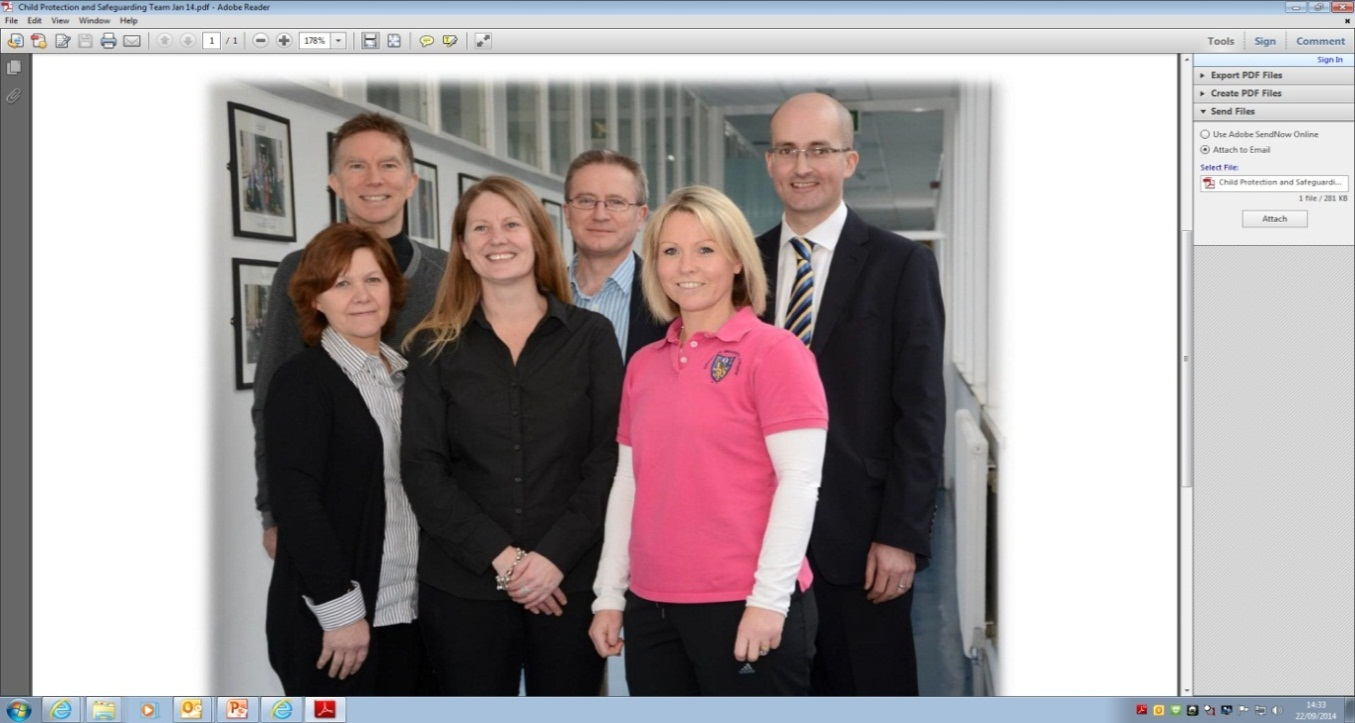 Child Protection and Safeguarding Team Jan 14.pdf - Adobe Reader
File Edit View Window Help
1 / 1 178% Tools Sign Comment
Sign In
Export PDF Files
Create PDF Files
Send Files
Use Adobe SendNow Online
Attach to Email
Select File:
Child Protection and Safeguardi...
1 file / 281 KB
Attach
14:33
22/09/2014